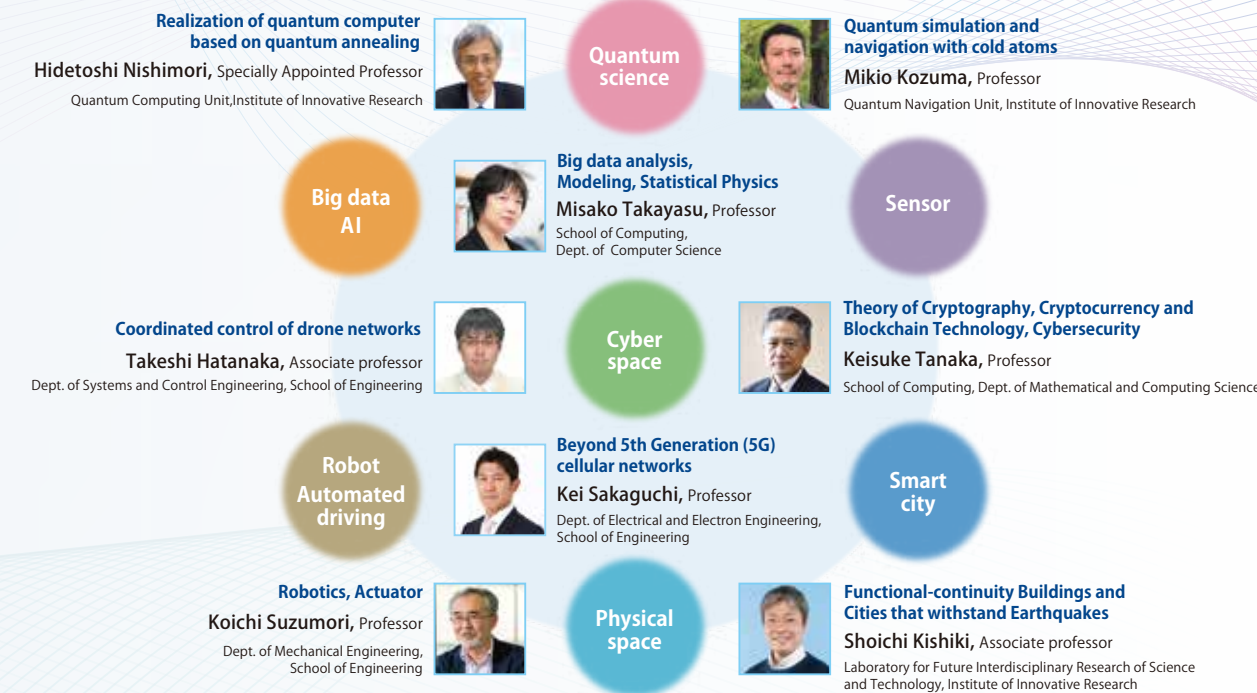 Realization of quantum computer
based on quantum annealing
Hidetoshi Nishimori, Specially Appointed Professor
Quantum Computing Unit,Institute of Innovative Research
Quantum
science
Quantum simulation and
navigation with cold atoms
Mikio Kozuma, Professor
Quantum Navigation Unit, Institute of Innovative Research
Big data
AI
Big data analysis,
Modeling, Statistical Physics
Misako Takayasu, Professor
School of Computing,
Dept. of Computer Science
Sensor
Coordinated control of drone networks
Takeshi Hatanaka, Associate professor
Dept. of Systems and Control Engineering, School of Engineering
Cyber
space
Theory of Cryptography, Cryptocurrency and
Blockchain Technology, Cybersecurity
Keisuke Tanaka, Professor
School of Computing, Dept. of Mathematical and Computing Science
Robot
Automated
driving
Beyond 5th Generation (5G)
cellular networks
Kei Sakaguchi, Professor
Dept. of Electrical and Electron Engineering,
School of Engineering
Smart
city
Robotics, Actuator
Koichi Suzumori, Professor
Dept. of Mechanical Engineering,
School of Engineering
Physical
space
Functional-continuity Buildings and
Cities that withstand Earthquakes
Shoichi Kishiki, Associate professor
Laboratory for Future Interdisciplinary Research of Science
and Technology, Institute of Innovative Research